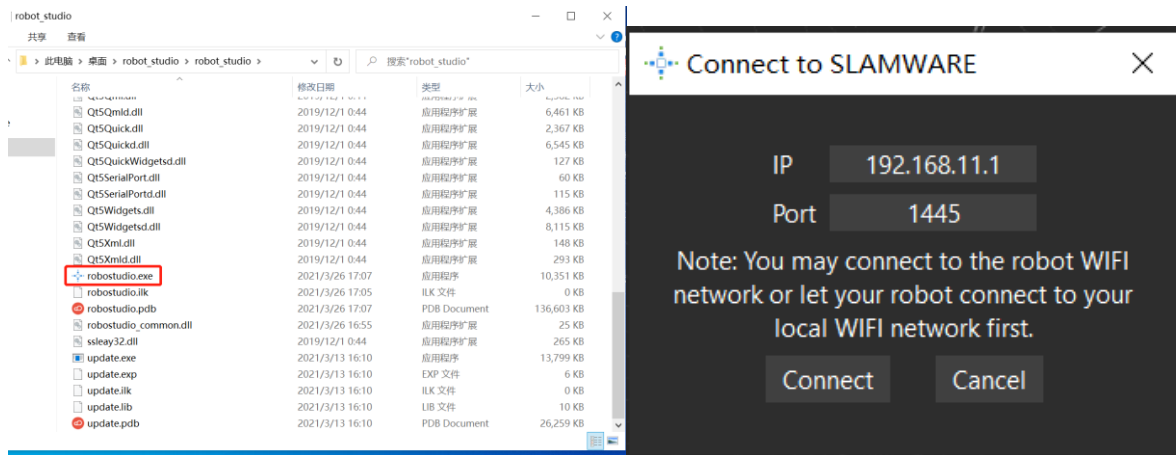 robot_studio
共享 查看
此电脑 > 桌面 > robot_studio > robot_studio >
搜索"robot_studio"
名称 修改日期 类型 大小
Qt5Qmld.dll 2019/12/1 0:44 应用程序扩展 6,461 KB
Qt5Quick.dll 2019/12/1 0:44 应用程序扩展 2,367 KB
Qt5Quickd.dll 2019/12/1 0:44 应用程序扩展 6,545 KB
Qt5QuickWidgetsd.dll 2019/12/1 0:44 应用程序扩展 127 KB
Qt5SerialPort.dll 2019/12/1 0:44 应用程序扩展 60 KB
Qt5SerialPortd.dll 2019/12/1 0:44 应用程序扩展 115 KB
Qt5Widgets.dll 2019/12/1 0:44 应用程序扩展 4,386 KB
Qt5Widgetsd.dll 2019/12/1 0:44 应用程序扩展 8,115 KB
Qt5Xml.dll 2019/12/1 0:44 应用程序扩展 148 KB
Qt5Xmld.dll 2019/12/1 0:44 应用程序扩展 293 KB
robostudio.exe 2021/3/26 17:07 应用程序 10,351 KB
robostudio.ilk 2021/3/26 17:05 ILK 文件 0 KB
robostudio.pdb 2021/3/26 17:07 PDB Document 136,603 KB
robostudio_common.dll 2021/3/26 16:55 应用程序扩展 25 KB
ssleay32.dll 2019/12/1 0:44 应用程序扩展 265 KB
update.exe 2021/3/13 16:10 应用程序 13,799 KB
update.exp 2021/3/13 16:10 EXP 文件 6 KB
update.ilk 2021/3/13 16:10 ILK 文件 0 KB
update.lib 2021/3/13 16:10 LIB 文件 10 KB
update.pdb 2021/3/13 16:10 PDB Document 26,259 KB
Connect to SLAMWARE
IP 192.168.11.1
Port 1445
Note: You may connect to the robot WIFI
network or let your robot connect to your
local WIFI network first.
Connect Cancel